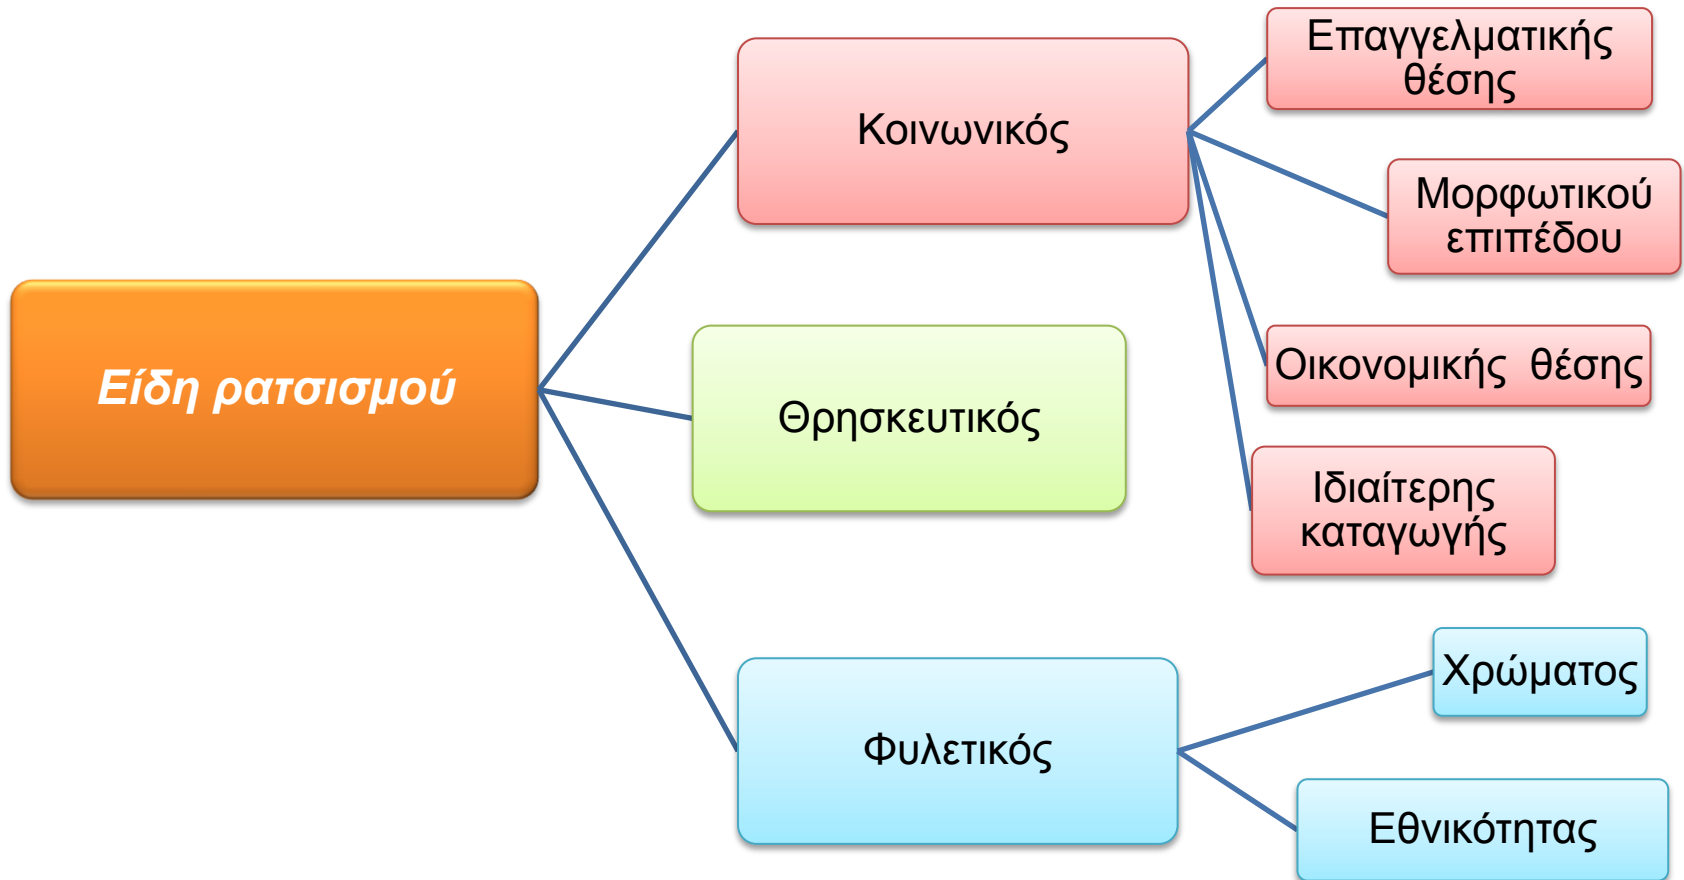 Είδη ρατσισμού
Κοινωνικός
Επαγγελματικής
θέσης
Μορφωτικού
επιπέδου
Οικονομικής θέσης
Ιδιαίτερης
καταγωγής
Θρησκευτικός
Φυλετικός
Χρώματος
Εθνικότητας